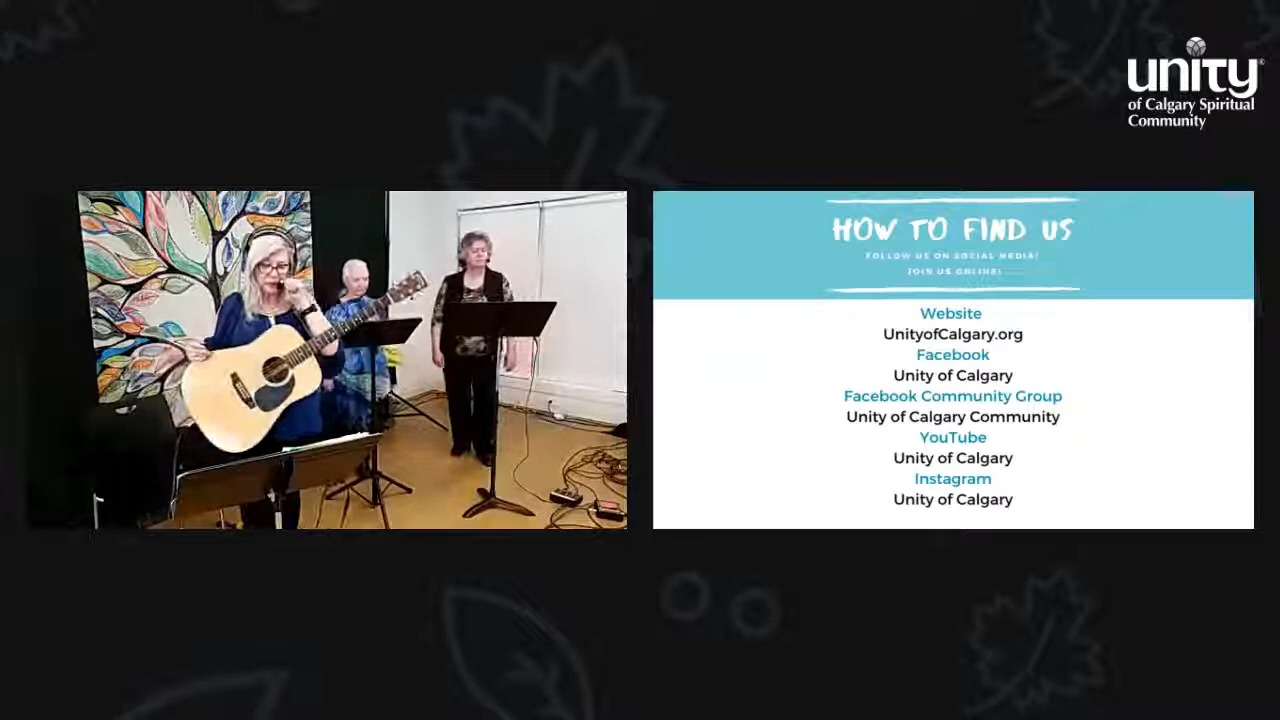 unity®
of Calgary Spiritual
Community
HOW TO FIND US
FOLLOW US ON SOCIAL MEDIA!
JOIN US ONLINE!
Website
UnityofCalgary.org
Facebook
Unity of Calgary
Facebook Community Group
Unity of Calgary Community
YouTube
Unity of Calgary
Instagram
Unity of Calgary